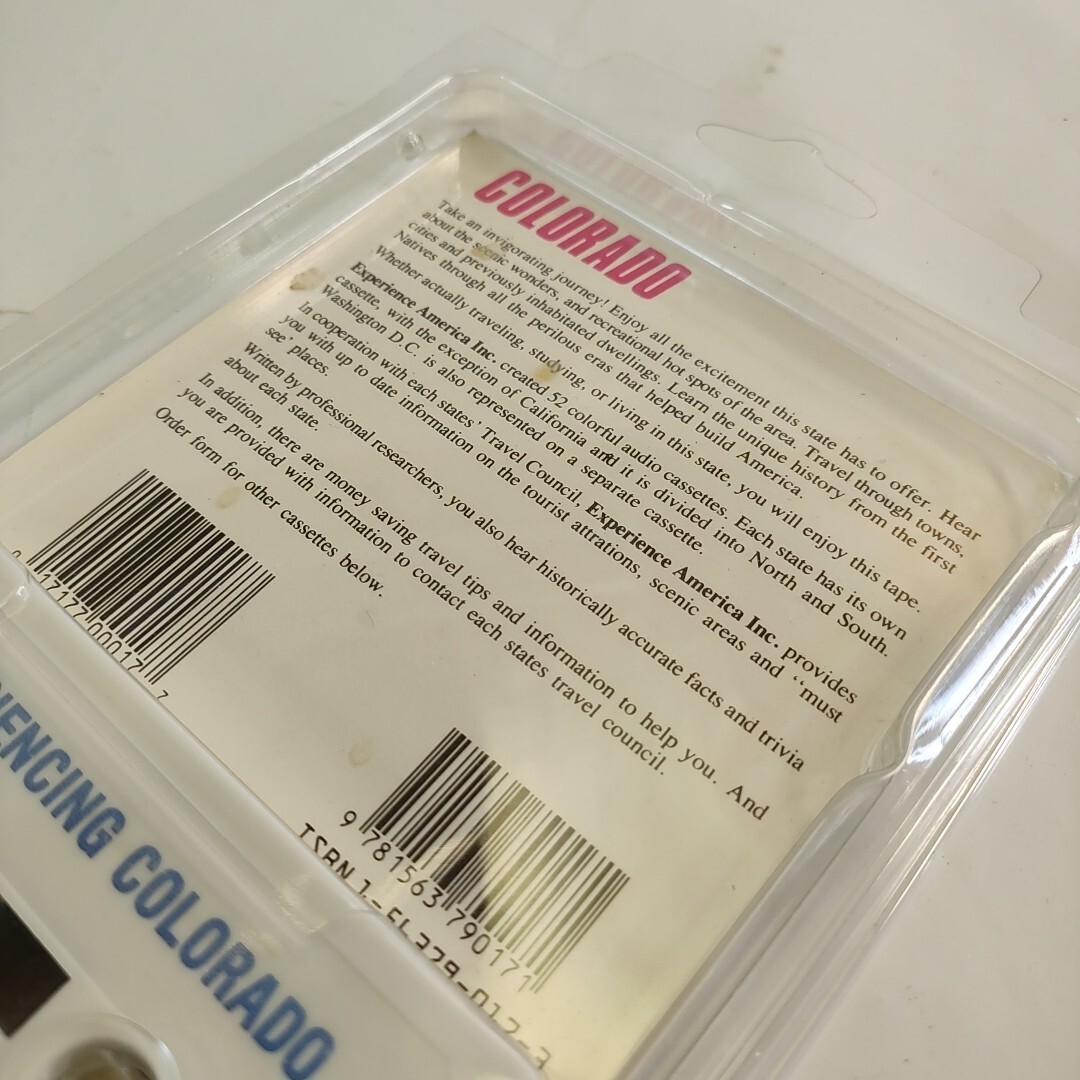 COLORADO
Take an invigorating journey! Enjoy all the excitement this state has to offer. Hear
about the scenic wonders, and recreational hot spots of the area. Travel through towns,
cities and previously inhabitated dwellings. Learn the unique history from the first
Natives through all the perilous eras that helped build America.
Whether actually traveling, studying, or living in this state, you will enjoy this tape.
Experience America Inc. created 52 colorful audio cassettes. Each state has its own
cassette, with the exception of California and it is divided into North and South.
Washington D.C. is also represented on a separate cassette.
In cooperation with each states' Travel Council, Experience America Inc. provides
you with up to date information on the tourist attrations, scenic areas and “must
see’ places.
Written by professional researchers, you also hear historically accurate facts and trivia
about each state.
In addition, there are money saving travel tips and information to help you. And
you are provided with information to contact each states travel council.
Order form for other cassettes below.
17177 00017 7
9 781563 790171
ISBN 1-56379-017-3
IENCING COLORADO